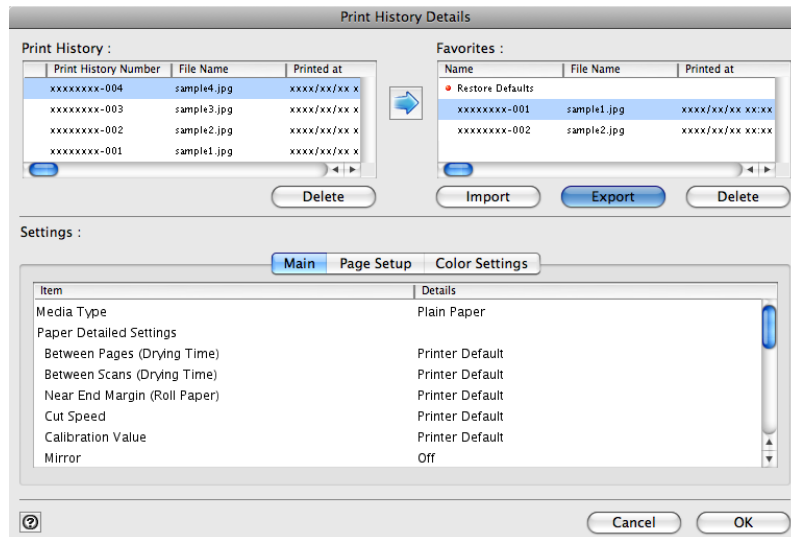 Print History Details
Print History : Favorites :
Print History Number File Name Printed at Name File Name Printed at
xxxxxxxx-004 sample4.jpg xxxx/xx/xx x Restore Defaults
xxxxxxxx-003 sample3.jpg xxxx/xx/xx x xxxxxxxx-001 sample1.jpg xxxx/xx/xx xx:xx
xxxxxxxx-002 sample2.jpg xxxx/xx/xx x xxxxxxxx-002 sample2.jpg xxxx/xx/xx xx:xx
xxxxxxxx-001 sample1.jpg xxxx/xx/xx x
Delete Import Export Delete
Settings :
Main Page Setup Color Settings
Item Details
Media Type Plain Paper
Paper Detailed Settings
Between Pages (Drying Time) Printer Default
Between Scans (Drying Time) Printer Default
Near End Margin (Roll Paper) Printer Default
Cut Speed Printer Default
Calibration Value Printer Default
Mirror Off
? Cancel OK